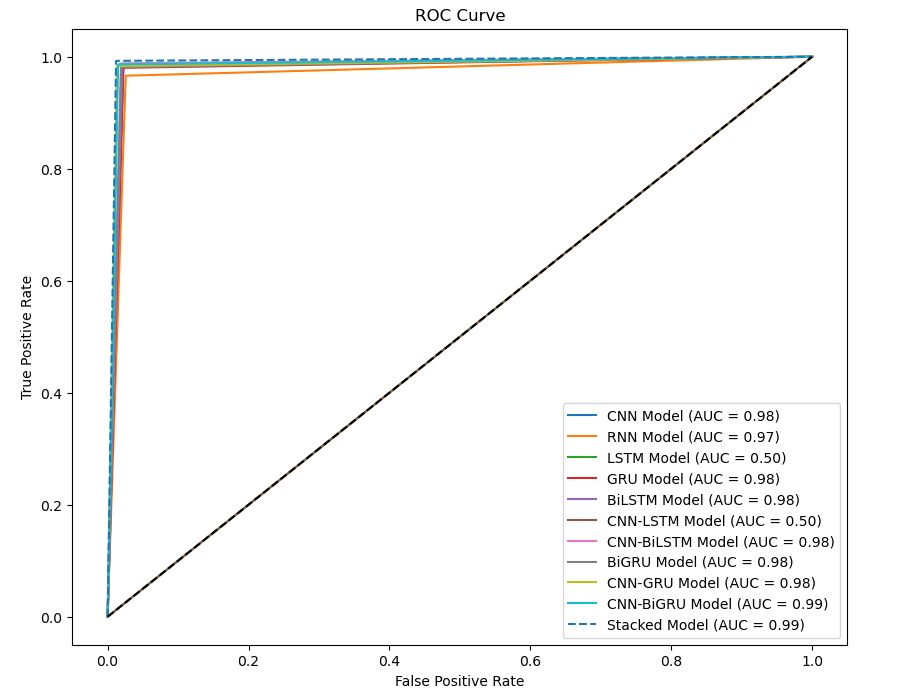 ROC Curve
1.0
0.8
0.6
0.4
0.2
0.0
True Positive Rate
CNN Model (AUC = 0.98)
RNN Model (AUC = 0.97)
LSTM Model (AUC = 0.50)
GRU Model (AUC = 0.98)
BiLSTM Model (AUC = 0.98)
CNN-LSTM Model (AUC = 0.50)
CNN-BiLSTM Model (AUC = 0.98)
BiGRU Model (AUC = 0.98)
CNN-GRU Model (AUC = 0.98)
CNN-BiGRU Model (AUC = 0.99)
Stacked Model (AUC = 0.99)
0.0 0.2 0.4 0.6 0.8 1.0
False Positive Rate